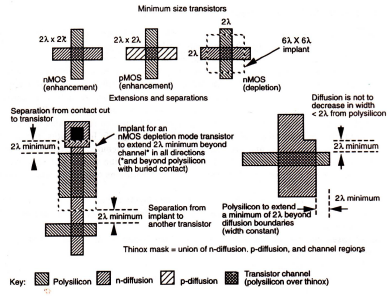 Minimum size transistors
2λ x 2λ
2λ x 2λ
2λ
2λ
6λ X 6λ
implant
nMOS
(enhancement)
pMOS
(enhancement)
nMOS
(depletion)
Extensions and separations
Separation from contact cut
to transistor
2λ minimum
Implant for an
nMOS depletion mode transistor
to extend 2λ minimum beyond
channel* in all directions
(*and beyond polysilicon
with buried contact)
Diffusion is not to
decrease in width
< 2λ from polysilicon
2λ minimum
2λ minimum
Separation from
implant to
another transistor
2λ minimum
Polysilicon to extend
a minimum of 2λ beyond
diffusion boundaries
(width constant)
Thinox mask = union of n-diffusion. p-diffusion, and channel regions
Key:
Polysilicon
n-diffusion
p-diffusion
Transistor channel
(polysilicon over thinox)